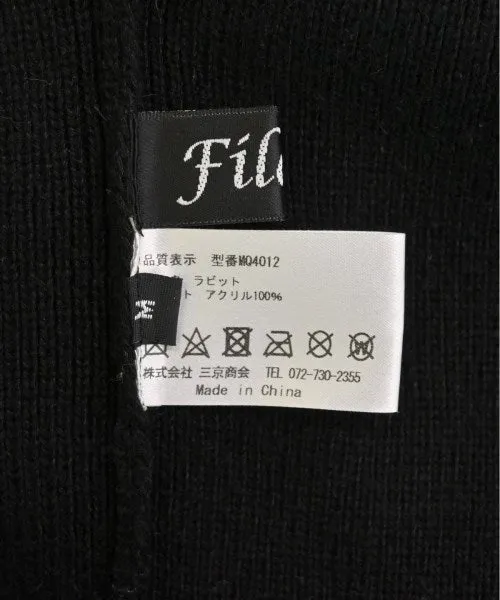 Fil
品質表示 型番MQ4012
ラビット
ト アクリル100%
M
株式会社 三京商会 TEL 072-730-2355
Made in China